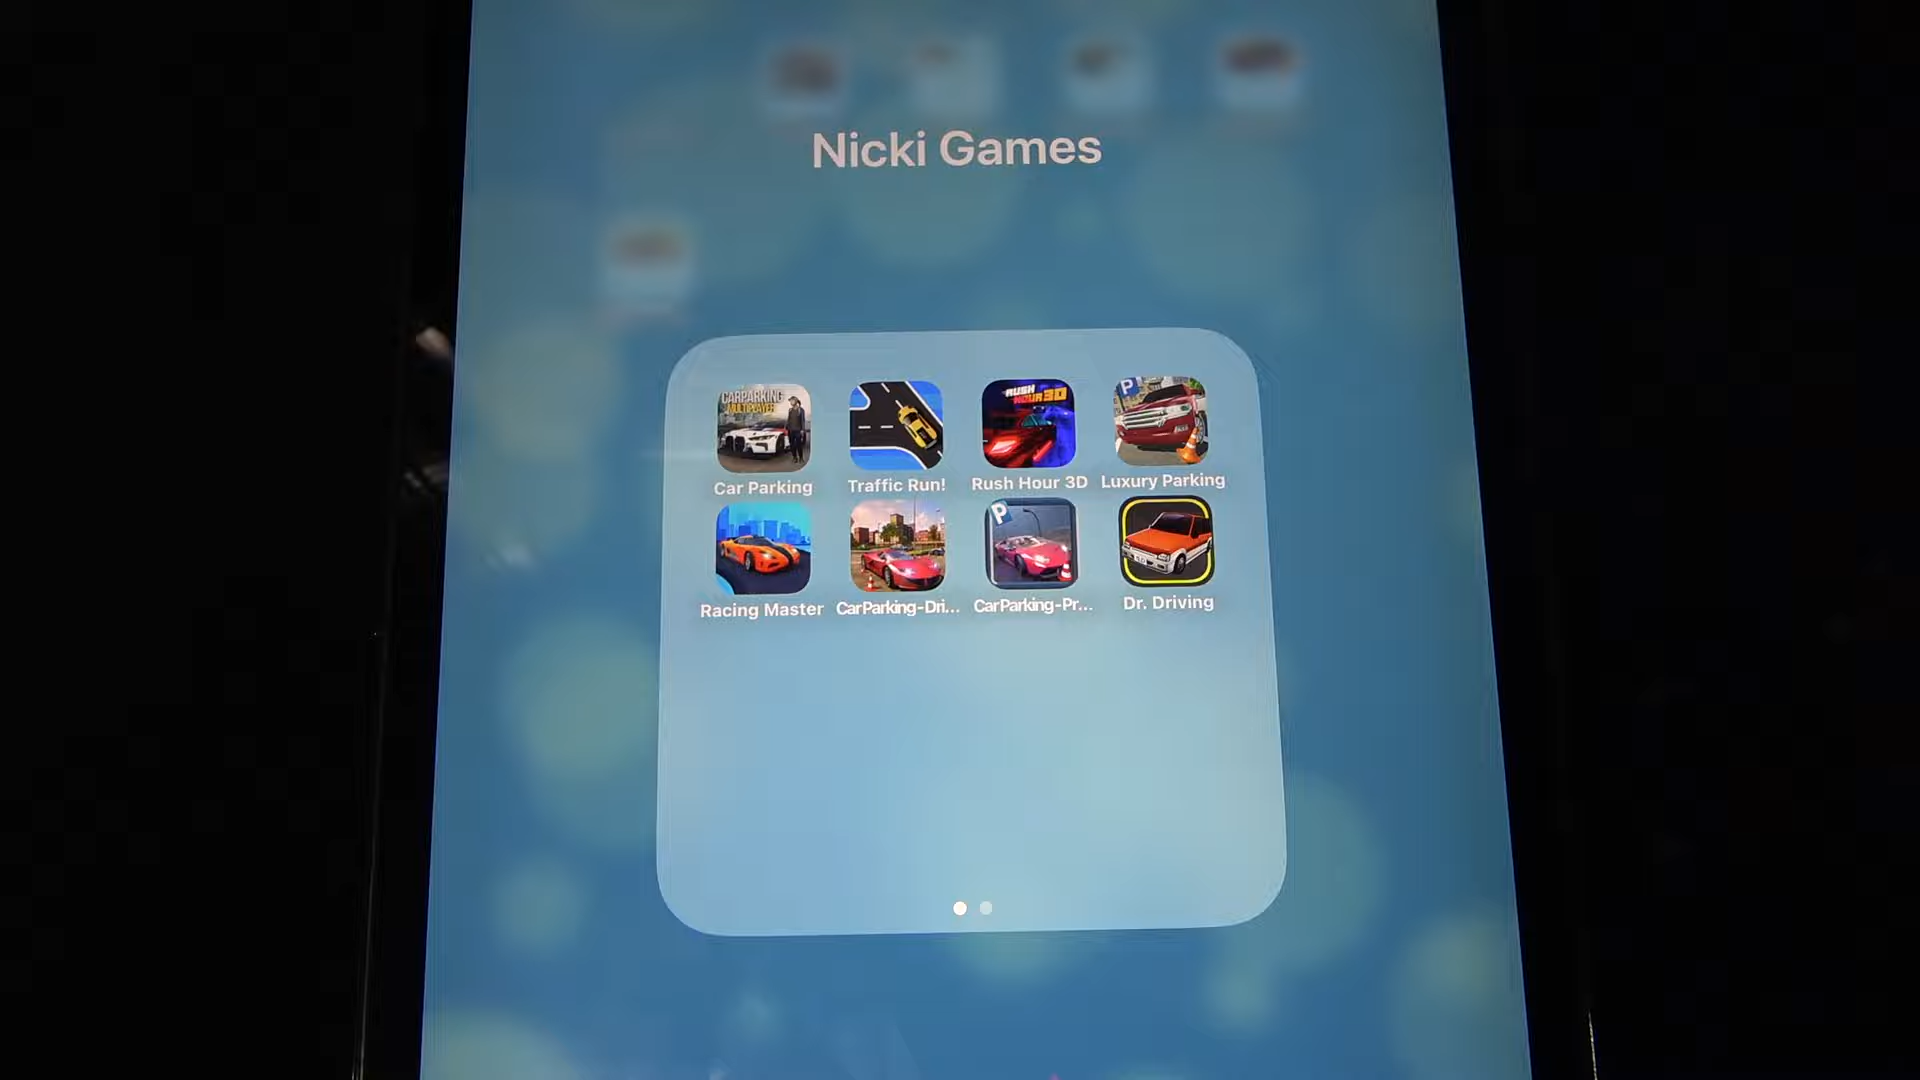 Nicki Games
CARPARKING
MULTIPLAYER
RUSH
HOUR 3D
P
Car Parking
Traffic Run!
Rush Hour 3D
Luxury Parking
P
Racing Master
CarParking-Dri...
CarParking-Pr...
Dr. Driving